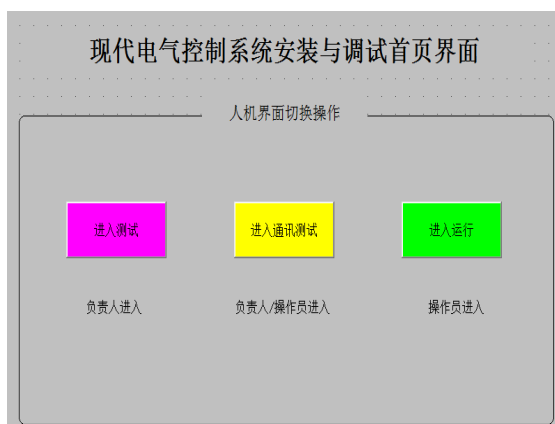 现代电气控制系统安装与调试首页界面
人机界面切换操作
进入测试 进入通讯测试 进入运行
负责人进入 负责人/操作员进入 操作员进入